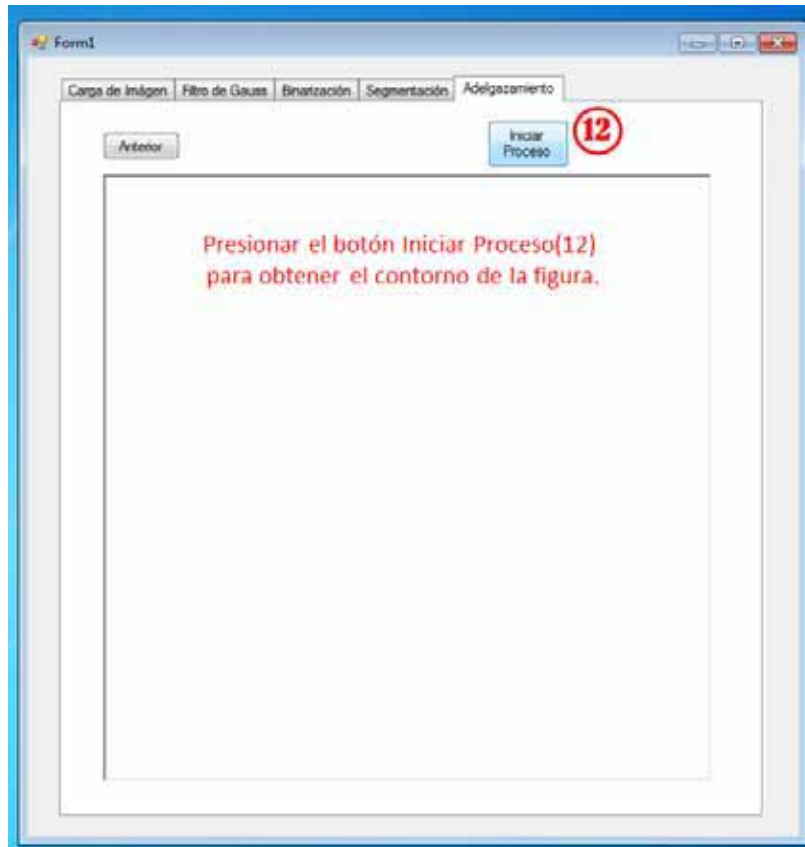 Form1
Carga de Imágen Filtro de Gauss Binarización Segmentación Adelgazamiento
Anterior
Iniciar
Proceso
12
Presionar el botón Iniciar Proceso(12)
para obtener el contorno de la figura.